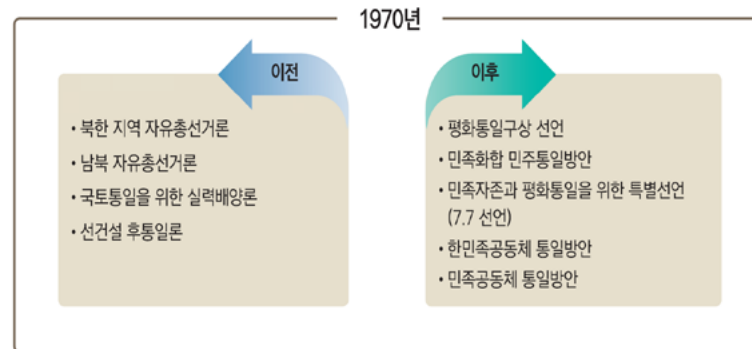 1970년
이전
• 북한 지역 자유총선거론
• 남북 자유총선거론
• 국토통일을 위한 실력배양론
• 선건설 후통일론
이후
• 평화통일구상 선언
• 민족화합 민주통일방안
• 민족자존과 평화통일을 위한 특별선언
(7.7 선언)
• 한민족공동체 통일방안
• 민족공동체 통일방안